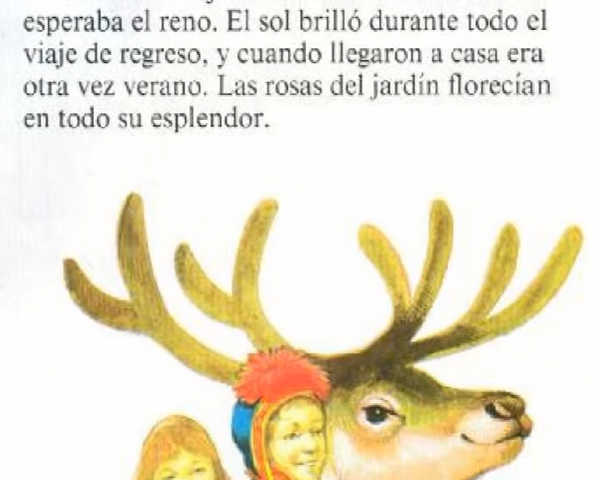 esperaba el reno. El sol brilló durante todo el
viaje de regreso, y cuando llegaron a casa era
otra vez verano. Las rosas del jardín florecían
en todo su esplendor.